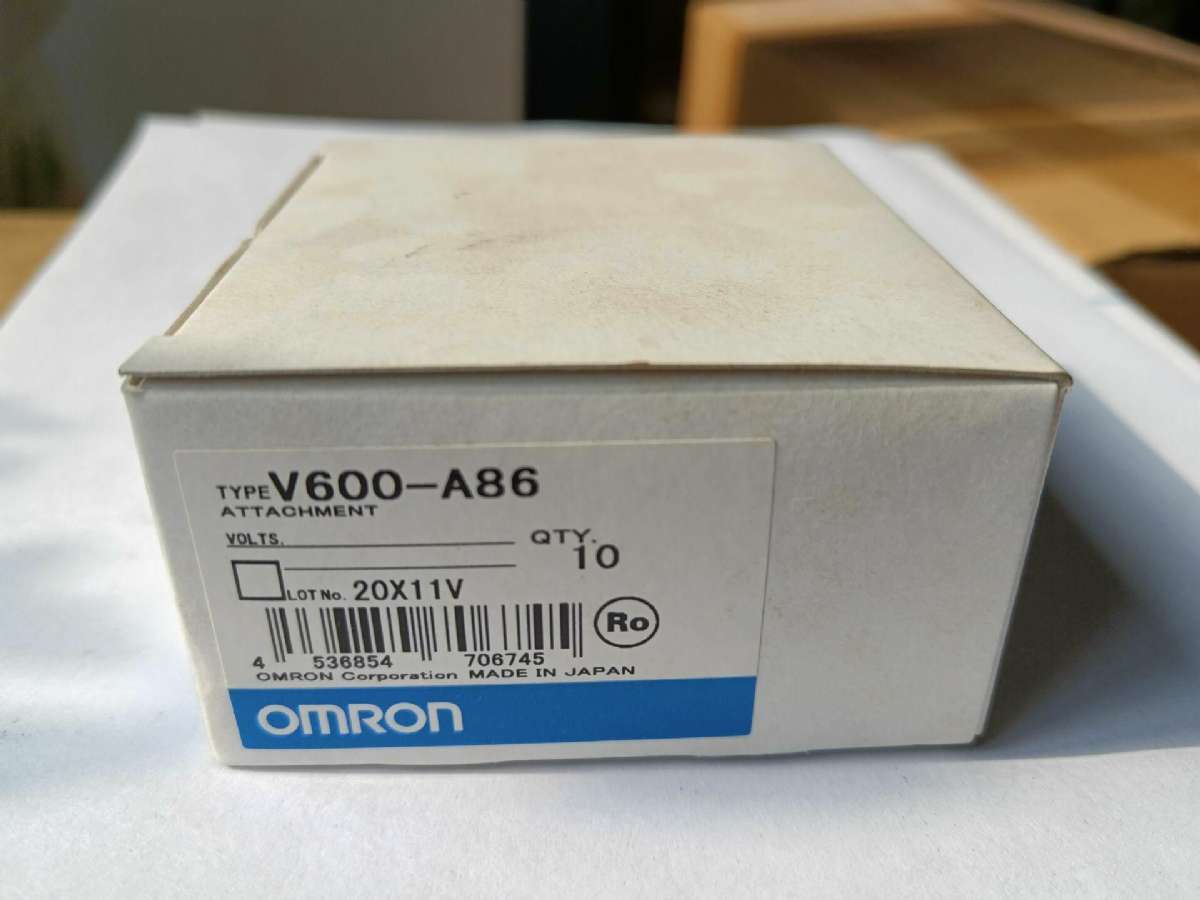 TYPE V600-A86
ATTACHMENT
VOLTS.
QTY.
10
LOT No. 20X11V
Ro
4 536854 706745
OMRON Corporation MADE IN JAPAN
OMRON